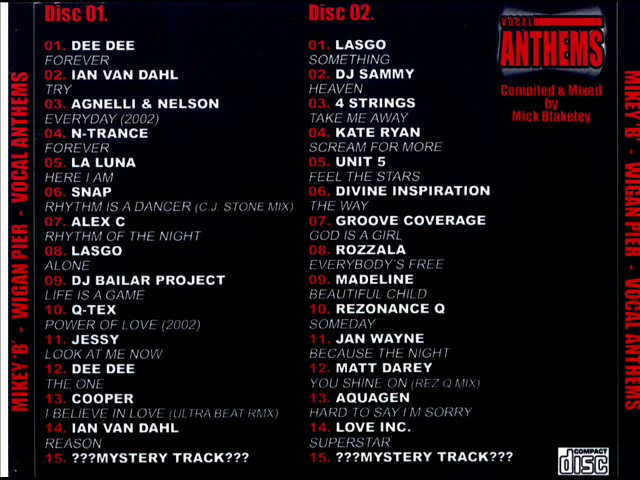 MIKEY 'B' - WIGAN PIER - VOCAL ANTHEMS
Disc 01.
01. DEE DEE
FOREVER
02. IAN VAN DAHL
TRY
03. AGNELLI & NELSON
EVERYDAY (2002)
04. N-TRANCE
FOREVER
05. LA LUNA
HERE I AM
06. SNAP
RHYTHM IS A DANCER (C.J. STONE MIX)
07. ALEX C
RHYTHM OF THE NIGHT
08. LASGO
ALONE
09. DJ BAILAR PROJECT
LIFE IS A GAME
10. Q-TEX
POWER OF LOVE (2002)
11. JESSY
LOOK AT ME NOW
12. DEE DEE
THE ONE
13. COOPER
I BELIEVE IN LOVE (ULTRA BEAT RMX)
14. IAN VAN DAHL
REASON
15. ???MYSTERY TRACK???
Disc 02.
01. LASGO
SOMETHING
02. DJ SAMMY
HEAVEN
03. 4 STRINGS
TAKE ME AWAY
04. KATE RYAN
SCREAM FOR MORE
05. UNIT 5
FEEL THE STARS
06. DIVINE INSPIRATION
THE WAY
07. GROOVE COVERAGE
GOD IS A GIRL
08. ROZZALA
EVERYBODY'S FREE
09. MADELINE
BEAUTIFUL CHILD
10. REZONANCE Q
SOMEDAY
11. JAN WAYNE
BECAUSE THE NIGHT
12. MATT DAREY
YOU SHINE ON (REZ Q MIX)
13. AQUAGEN
HARD TO SAY I'M SORRY
14. LOVE INC.
SUPERSTAR
15. ???MYSTERY TRACK???
VOCAL
ANTHEMS
Compiled & Mixed
by
Mick Blakeley
COMPACT
disc
MIKEY 'B' - WIGAN PIER - VOCAL ANTHEMS